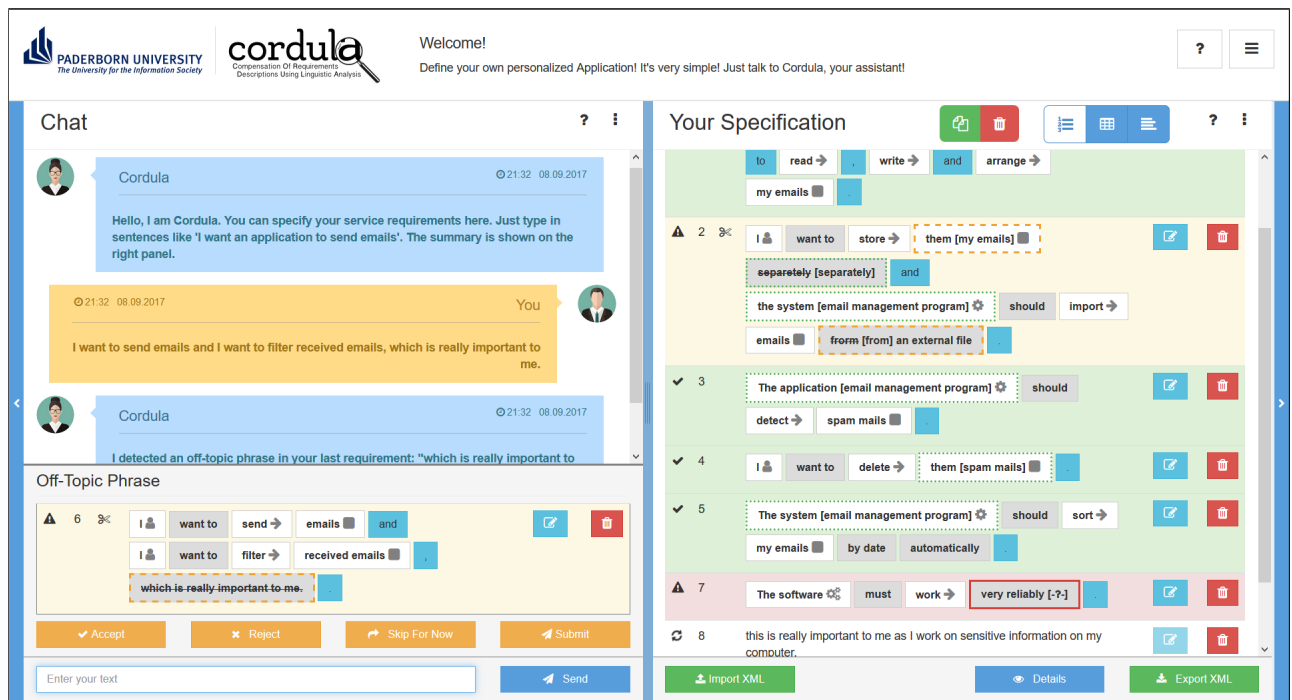 PADERBORN UNIVERSITY
The University for the Information Society
cordula
Compensation Of Requirements
Descriptions Using Linguistic Analysis
Welcome!
Define your own personalized Application! It's very simple! Just talk to Cordula, your assistant!
?
Chat
?
Cordula
21:32 08.09.2017
Hello, I am Cordula. You can specify your service requirements here. Just type in
sentences like 'I want an application to send emails'. The summary is shown on the
right panel.
21:32 08.09.2017
You
I want to send emails and I want to filter received emails, which is really important to
me.
Cordula
21:32 08.09.2017
I detected an off-topic phrase in your last requirement: "which is really important to
Off-Topic Phrase
6 I want to send emails and
I want to filter received emails ,
which is really important to me. .
Accept
Reject
Skip For Now
Submit
Enter your text
Send
Your Specification
?
to read , write and arrange
my emails .
2 I want to store them [my emails]
separetely [separately] and
the system [email management program] should import
emails from [from] an external file .
3 The application [email management program] should
detect spam mails .
4 I want to delete them [spam mails] .
5 The system [email management program] should sort
my emails by date automatically .
7 The software must work very reliably [-?-] .
8 this is really important to me as I work on sensitive information on my
computer.
Import XML
Details
Export XML